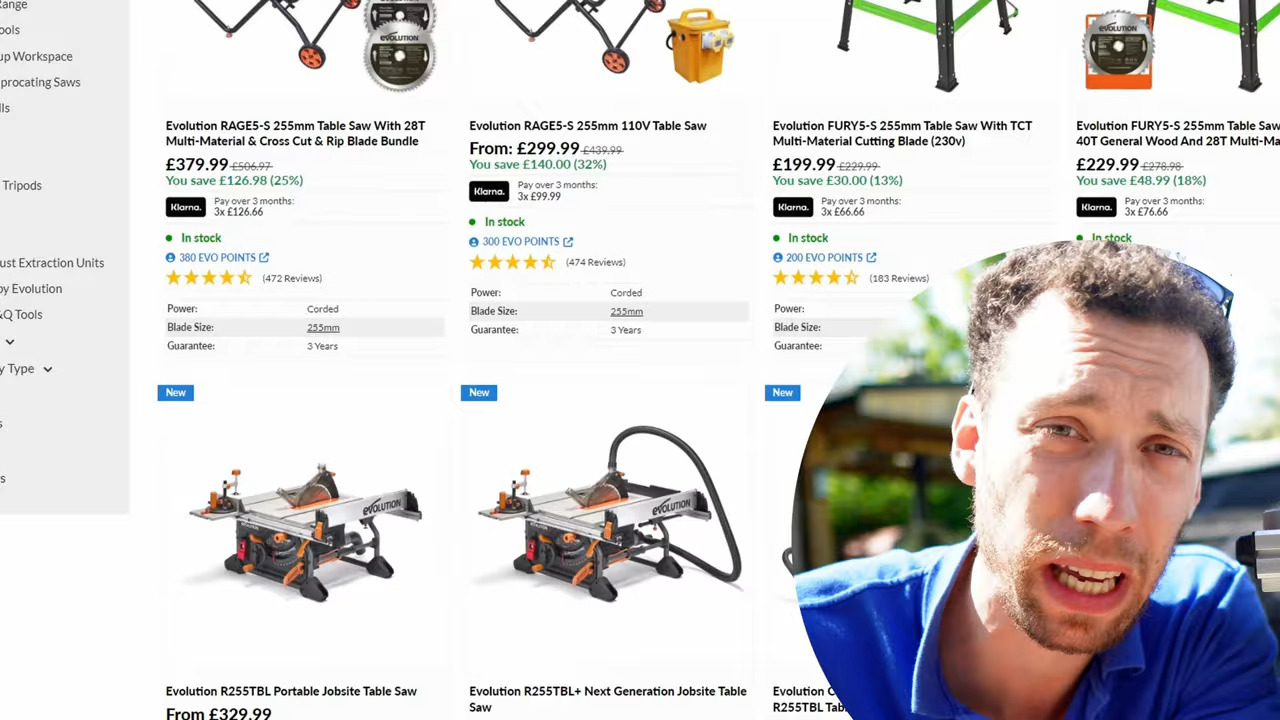 ange
ools
up Workspace
procating Saws
lls
Tripods
ust Extraction Units
by Evolution
&Q Tools
y Type
s
s
EVOLUTION
Evolution RAGE5-S 255mm Table Saw With 28T
Multi-Material & Cross Cut & Rip Blade Bundle
£379.99 £506.97
You save £126.98 (25%)
Klarna. Pay over 3 months:
3x £126.66
In stock
380 EVO POINTS
(472 Reviews)
Power: Corded
Blade Size: 255mm
Guarantee: 3 Years
Evolution RAGE5-S 255mm 110V Table Saw
From: £299.99 £439.99
You save £140.00 (32%)
Klarna. Pay over 3 months:
3x £99.99
In stock
300 EVO POINTS
(474 Reviews)
Power: Corded
Blade Size: 255mm
Guarantee: 3 Years
Evolution FURY5-S 255mm Table Saw With TCT
Multi-Material Cutting Blade (230v)
£199.99 £229.99
You save £30.00 (13%)
Klarna. Pay over 3 months:
3x £66.66
In stock
200 EVO POINTS
(183 Reviews)
Power:
Blade Size:
Guarantee:
Evolution FURY5-S 255mm Table Saw
40T General Wood And 28T Multi-Ma
£229.99 £278.98
You save £48.99 (18%)
Klarna. Pay over 3 months:
3x £76.66
In stock
New
EVOLUTION
Evolution R255TBL Portable Jobsite Table Saw
From £329.99
New
EVOLUTION
Evolution R255TBL+ Next Generation Jobsite Table
Saw
New
Evolution
R255TBL Tab